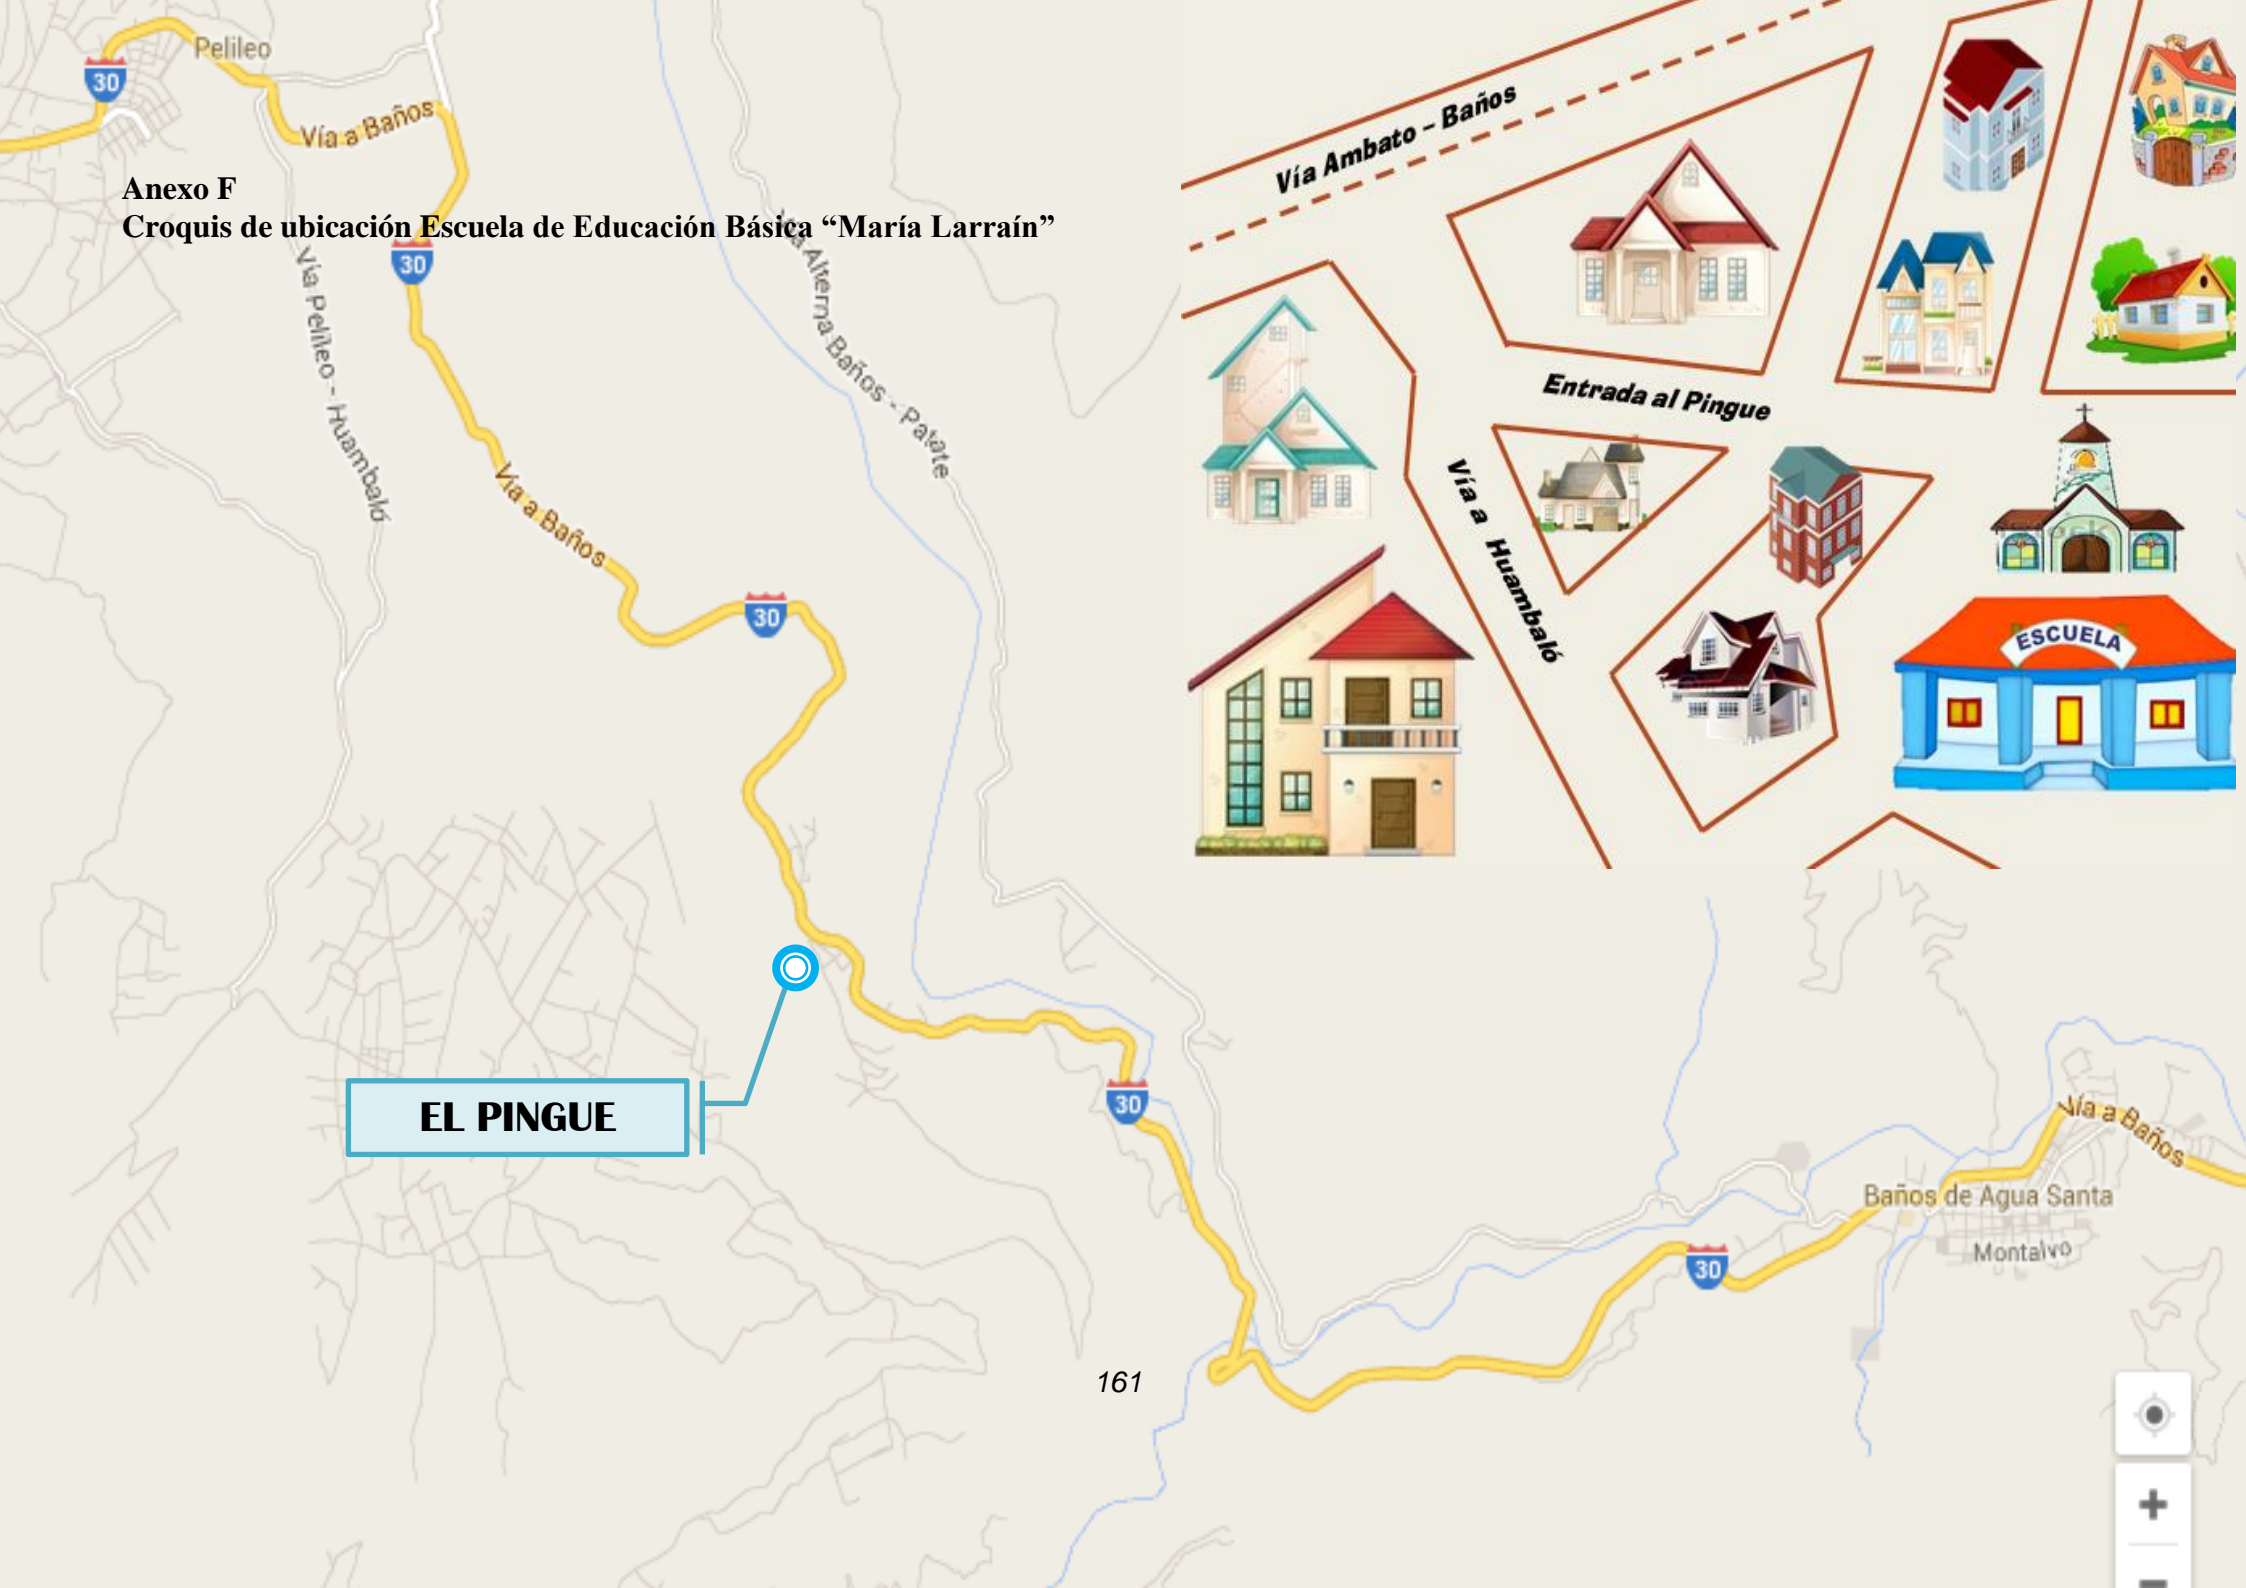 Pelileo
30
Vía a Baños
Anexo F
Croquis de ubicación Escuela de Educación Básica “María Larraín”
30
Vía Pelileo - Huambaló
Vía Alterna Baños - Patate
Vía a Baños
30
Vía Ambato - Baños
Entrada al Pingue
Vía a Huambaló
ESCUELA
EL PINGUE
30
Vía a Baños
Baños de Agua Santa
Montalvo
30
161